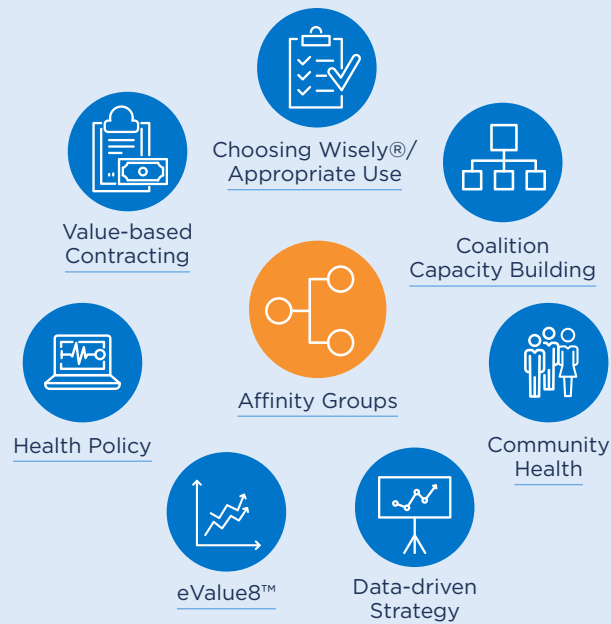 Choosing Wisely®/
Appropriate Use
Value-based
Contracting
Coalition
Capacity Building
Affinity Groups
Health Policy
Community
Health
eValue8™
Data-driven
Strategy